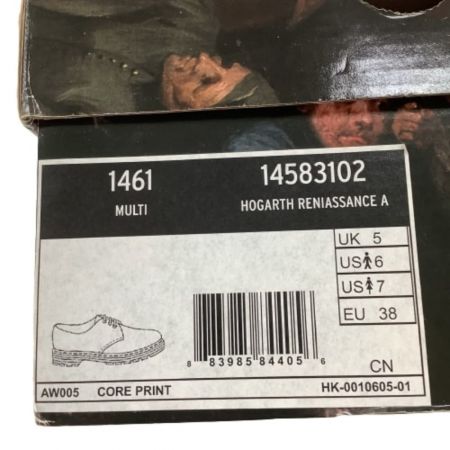 1461 14583102
MULTI HOGARTH RENIASSANCE A
UK 5
US 6
US 7
EU 38
8 83985 84405 6
CN
AW005 CORE PRINT HK-0010605-01